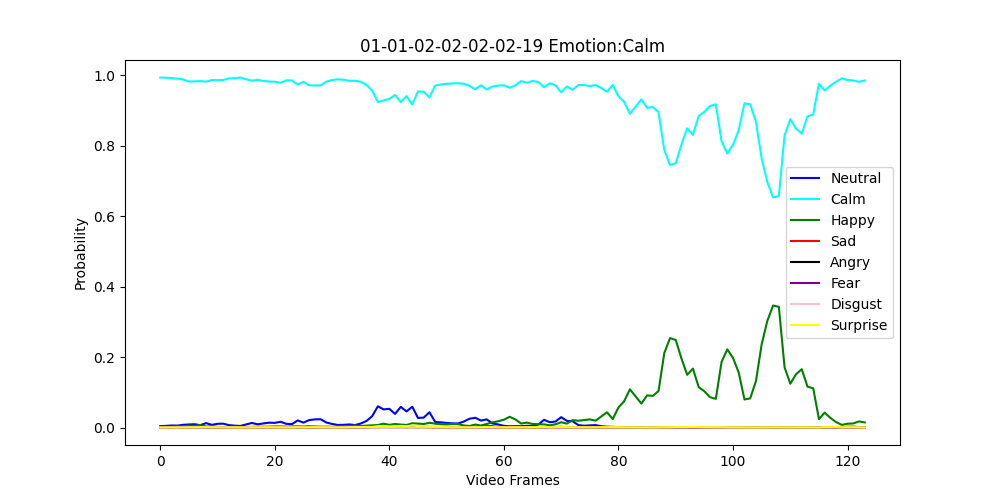 01-01-02-02-02-02-19 Emotion:Calm
1.0
0.8
0.6
0.4
0.2
0.0
Probability
0 20 40 60 80 100 120
Video Frames
Neutral
Calm
Happy
Sad
Angry
Fear
Disgust
Surprise